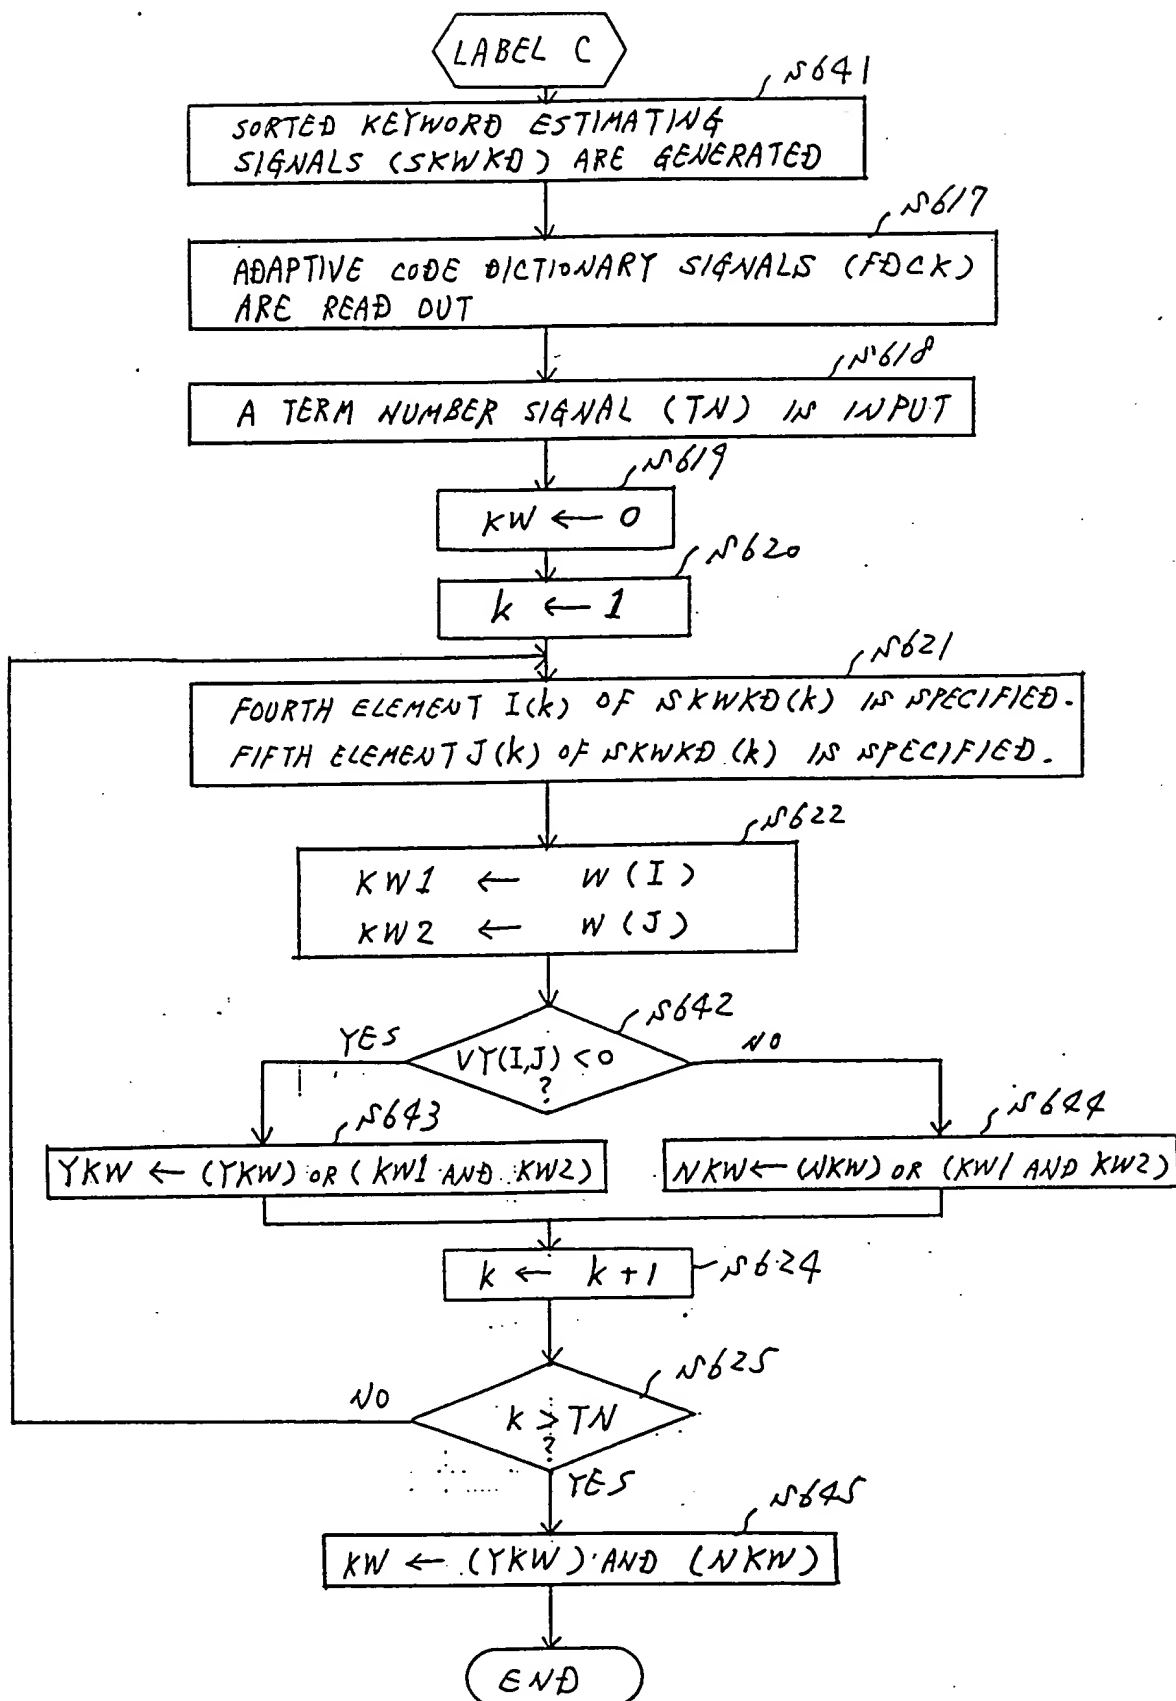 LABEL C
S641
SORTED KEYWORD ESTIMATING
SIGNALS (SKWKD) ARE GENERATED
S617
ADAPTIVE CODE DICTIONARY SIGNALS (FDCK)
ARE READ OUT
S618
A TERM NUMBER SIGNAL (TN) IS INPUT
S619
KW ← 0
S620
k ← 1
S621
FOURTH ELEMENT I(k) OF SKWKD(k) IS SPECIFIED.
FIFTH ELEMENT J(k) OF SKWKD (k) IS SPECIFIED.
S622
KW1 ← W(I)
KW2 ← W(J)
S642
YES
VY(I,J) < 0
?
NO
S643
YKW ← (YKW) OR (KW1 AND KW2)
S644
NKW ← (NKW) OR (KW1 AND KW2)
k ← k+1
S624
S625
NO
k > TN
?
YES
S645
KW ← (YKW) AND (NKW)
END